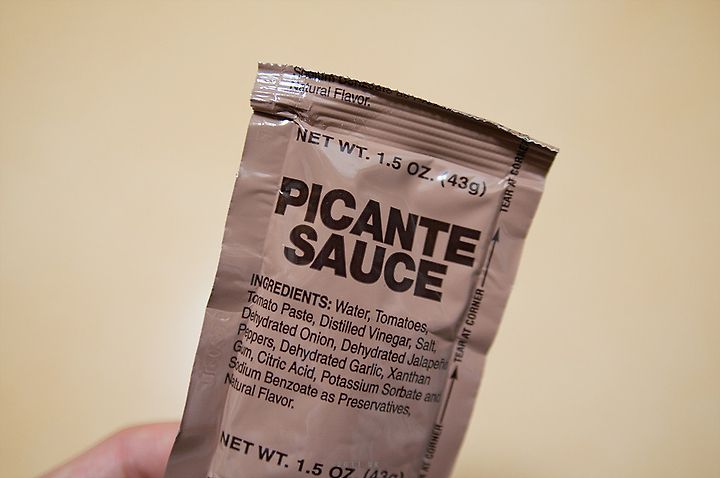 Natural Flavor.
NET WT. 1.5 OZ. (43g)
PICANTE
SAUCE
INGREDIENTS: Water, Tomatoes,
Tomato Paste, Distilled Vinegar, Salt,
Dehydrated Onion, Dehydrated Jalapeño
Peppers, Dehydrated Garlic, Xanthan
Gum, Citric Acid, Potassium Sorbate and
Sodium Benzoate as Preservatives,
Natural Flavor.
NET WT. 1.5 OZ. (43g)
TEAR AT CORNER
TEAR AT CORNER
AT CORNER